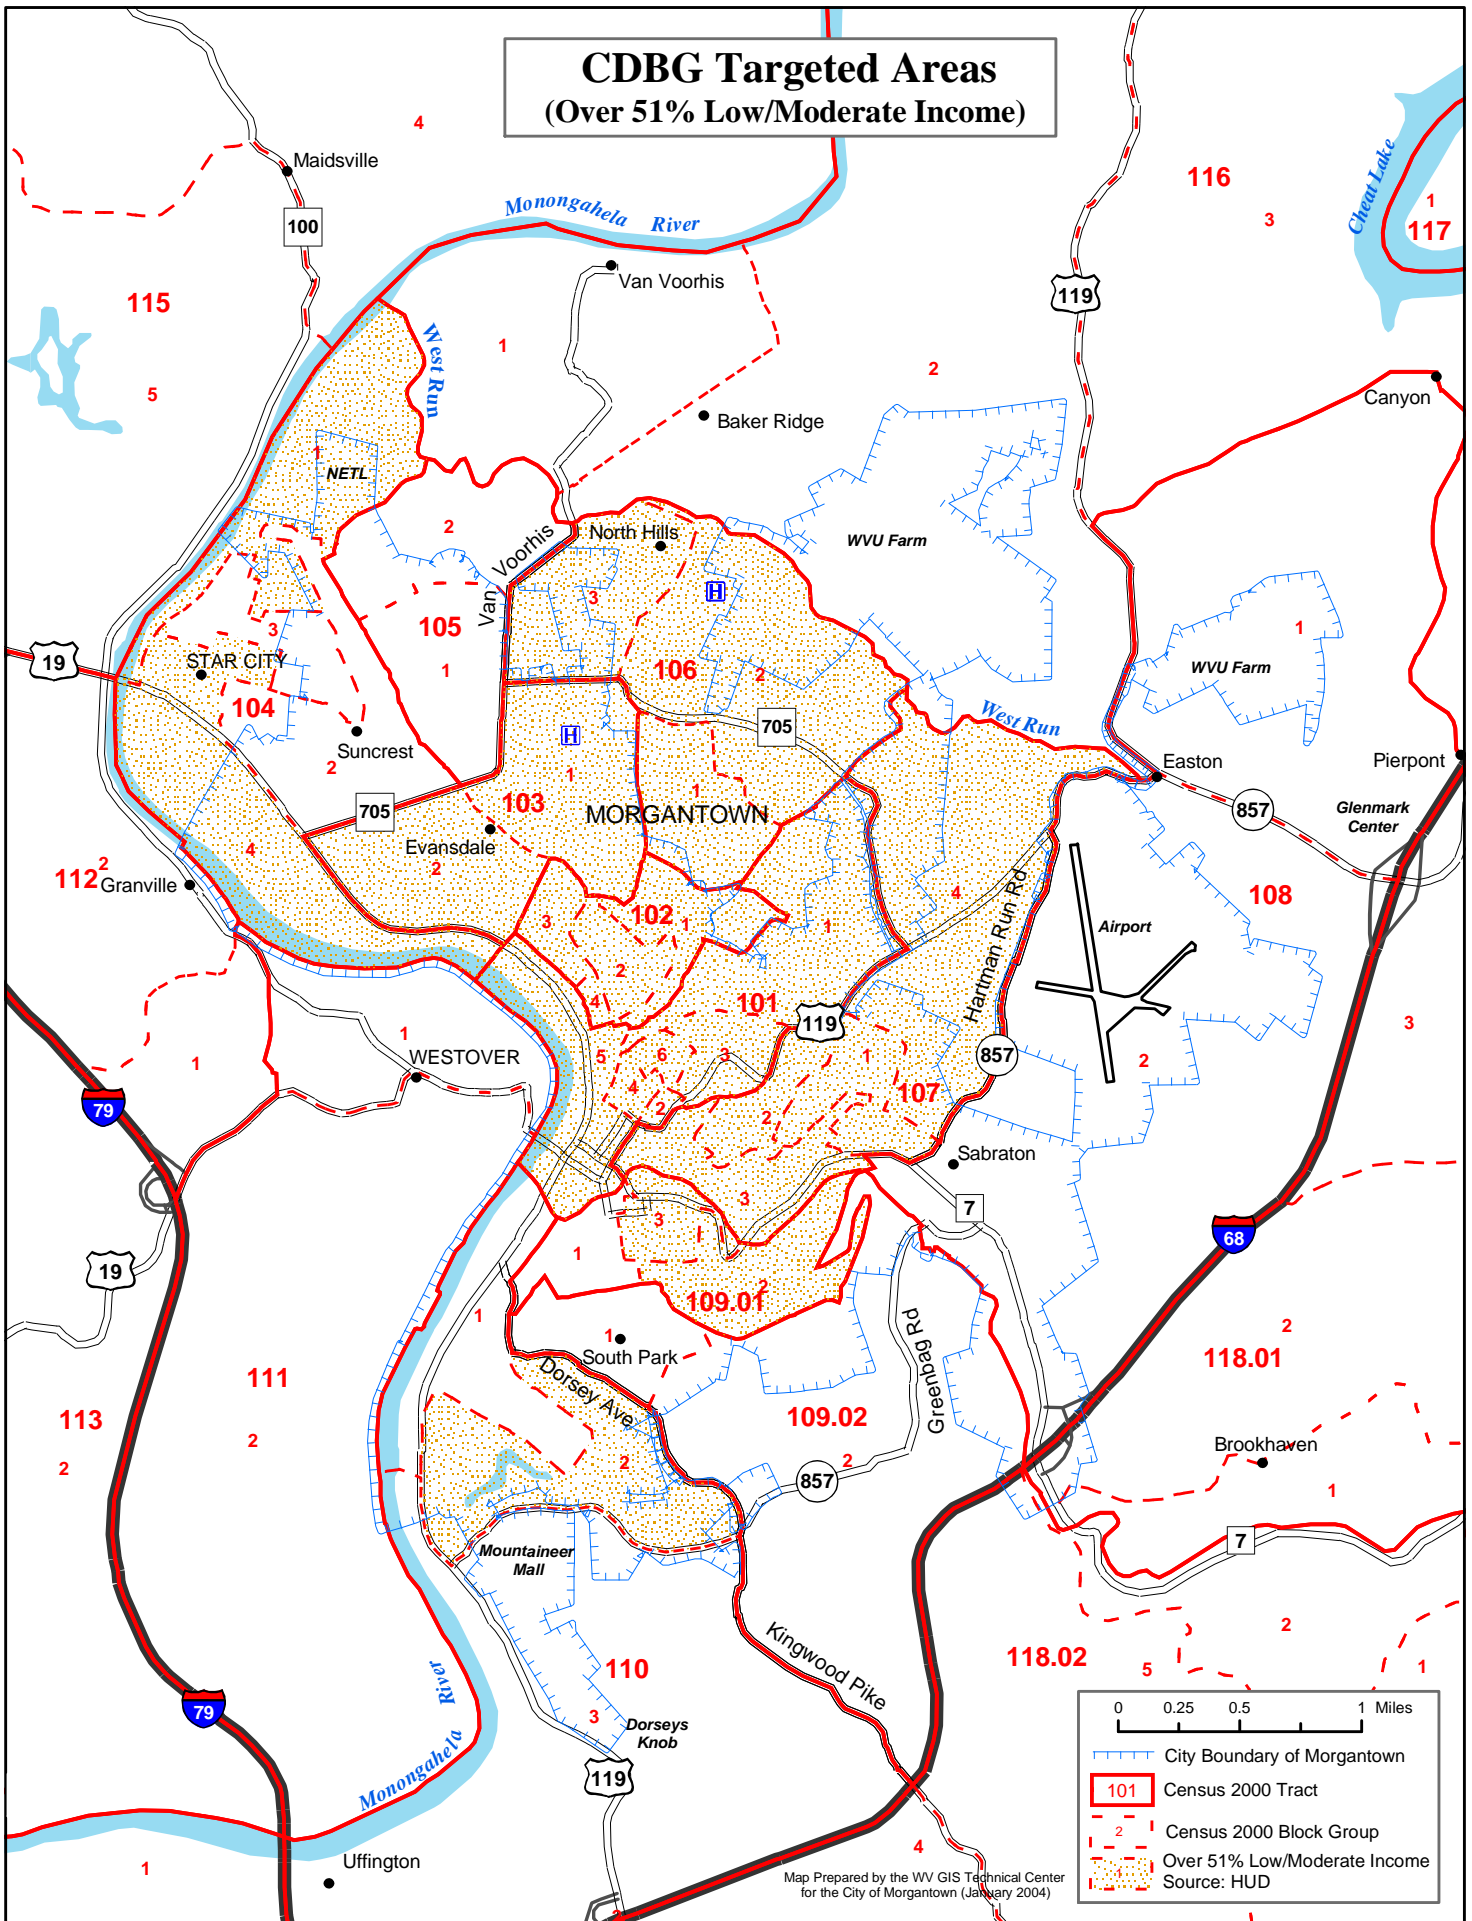 CDBG Targeted Areas
(Over 51% Low/Moderate Income)
4
Maidsville
100
Monongahela River
116
3
Cheat Lake
1
117
Van Voorhis
119
115
5
West Run
1
2
Canyon
Baker Ridge
1
NETL
2
Van Voorhis
North Hills
WVU Farm
H
3
105
1
3
STAR CITY
19
106
2
1
WVU Farm
104
West Run
705
H
Suncrest
2
1
1
Easton
Pierpont
103
MORGANTOWN
705
857
Glenmark
Center
Evansdale
4
2
2
112
Granville
102
3
1
1
4
Hartman Run Rd
108
Airport
2
4
101
119
3
1
WESTOVER
5
6
3
1
857
2
1
79
4
2
2
107
Sabraton
3
7
3
68
19
1
2
109.01
1
1
South Park
Greenbag Rd
2
118.01
111
Dorsey Ave
109.02
113
2
2
2
2
857
Brookhaven
1
7
Mountaineer
Mall
2
110
Kingwood Pike
118.02
5
1
79
River
Monongahela
3
Dorseys
Knob
119
0 0.25 0.5 1 Miles
City Boundary of Morgantown
101 Census 2000 Tract
2 Census 2000 Block Group
1 Over 51% Low/Moderate Income
Source: HUD
4
Uffington
1
Map Prepared by the WV GIS Technical Center
for the City of Morgantown (January 2004)